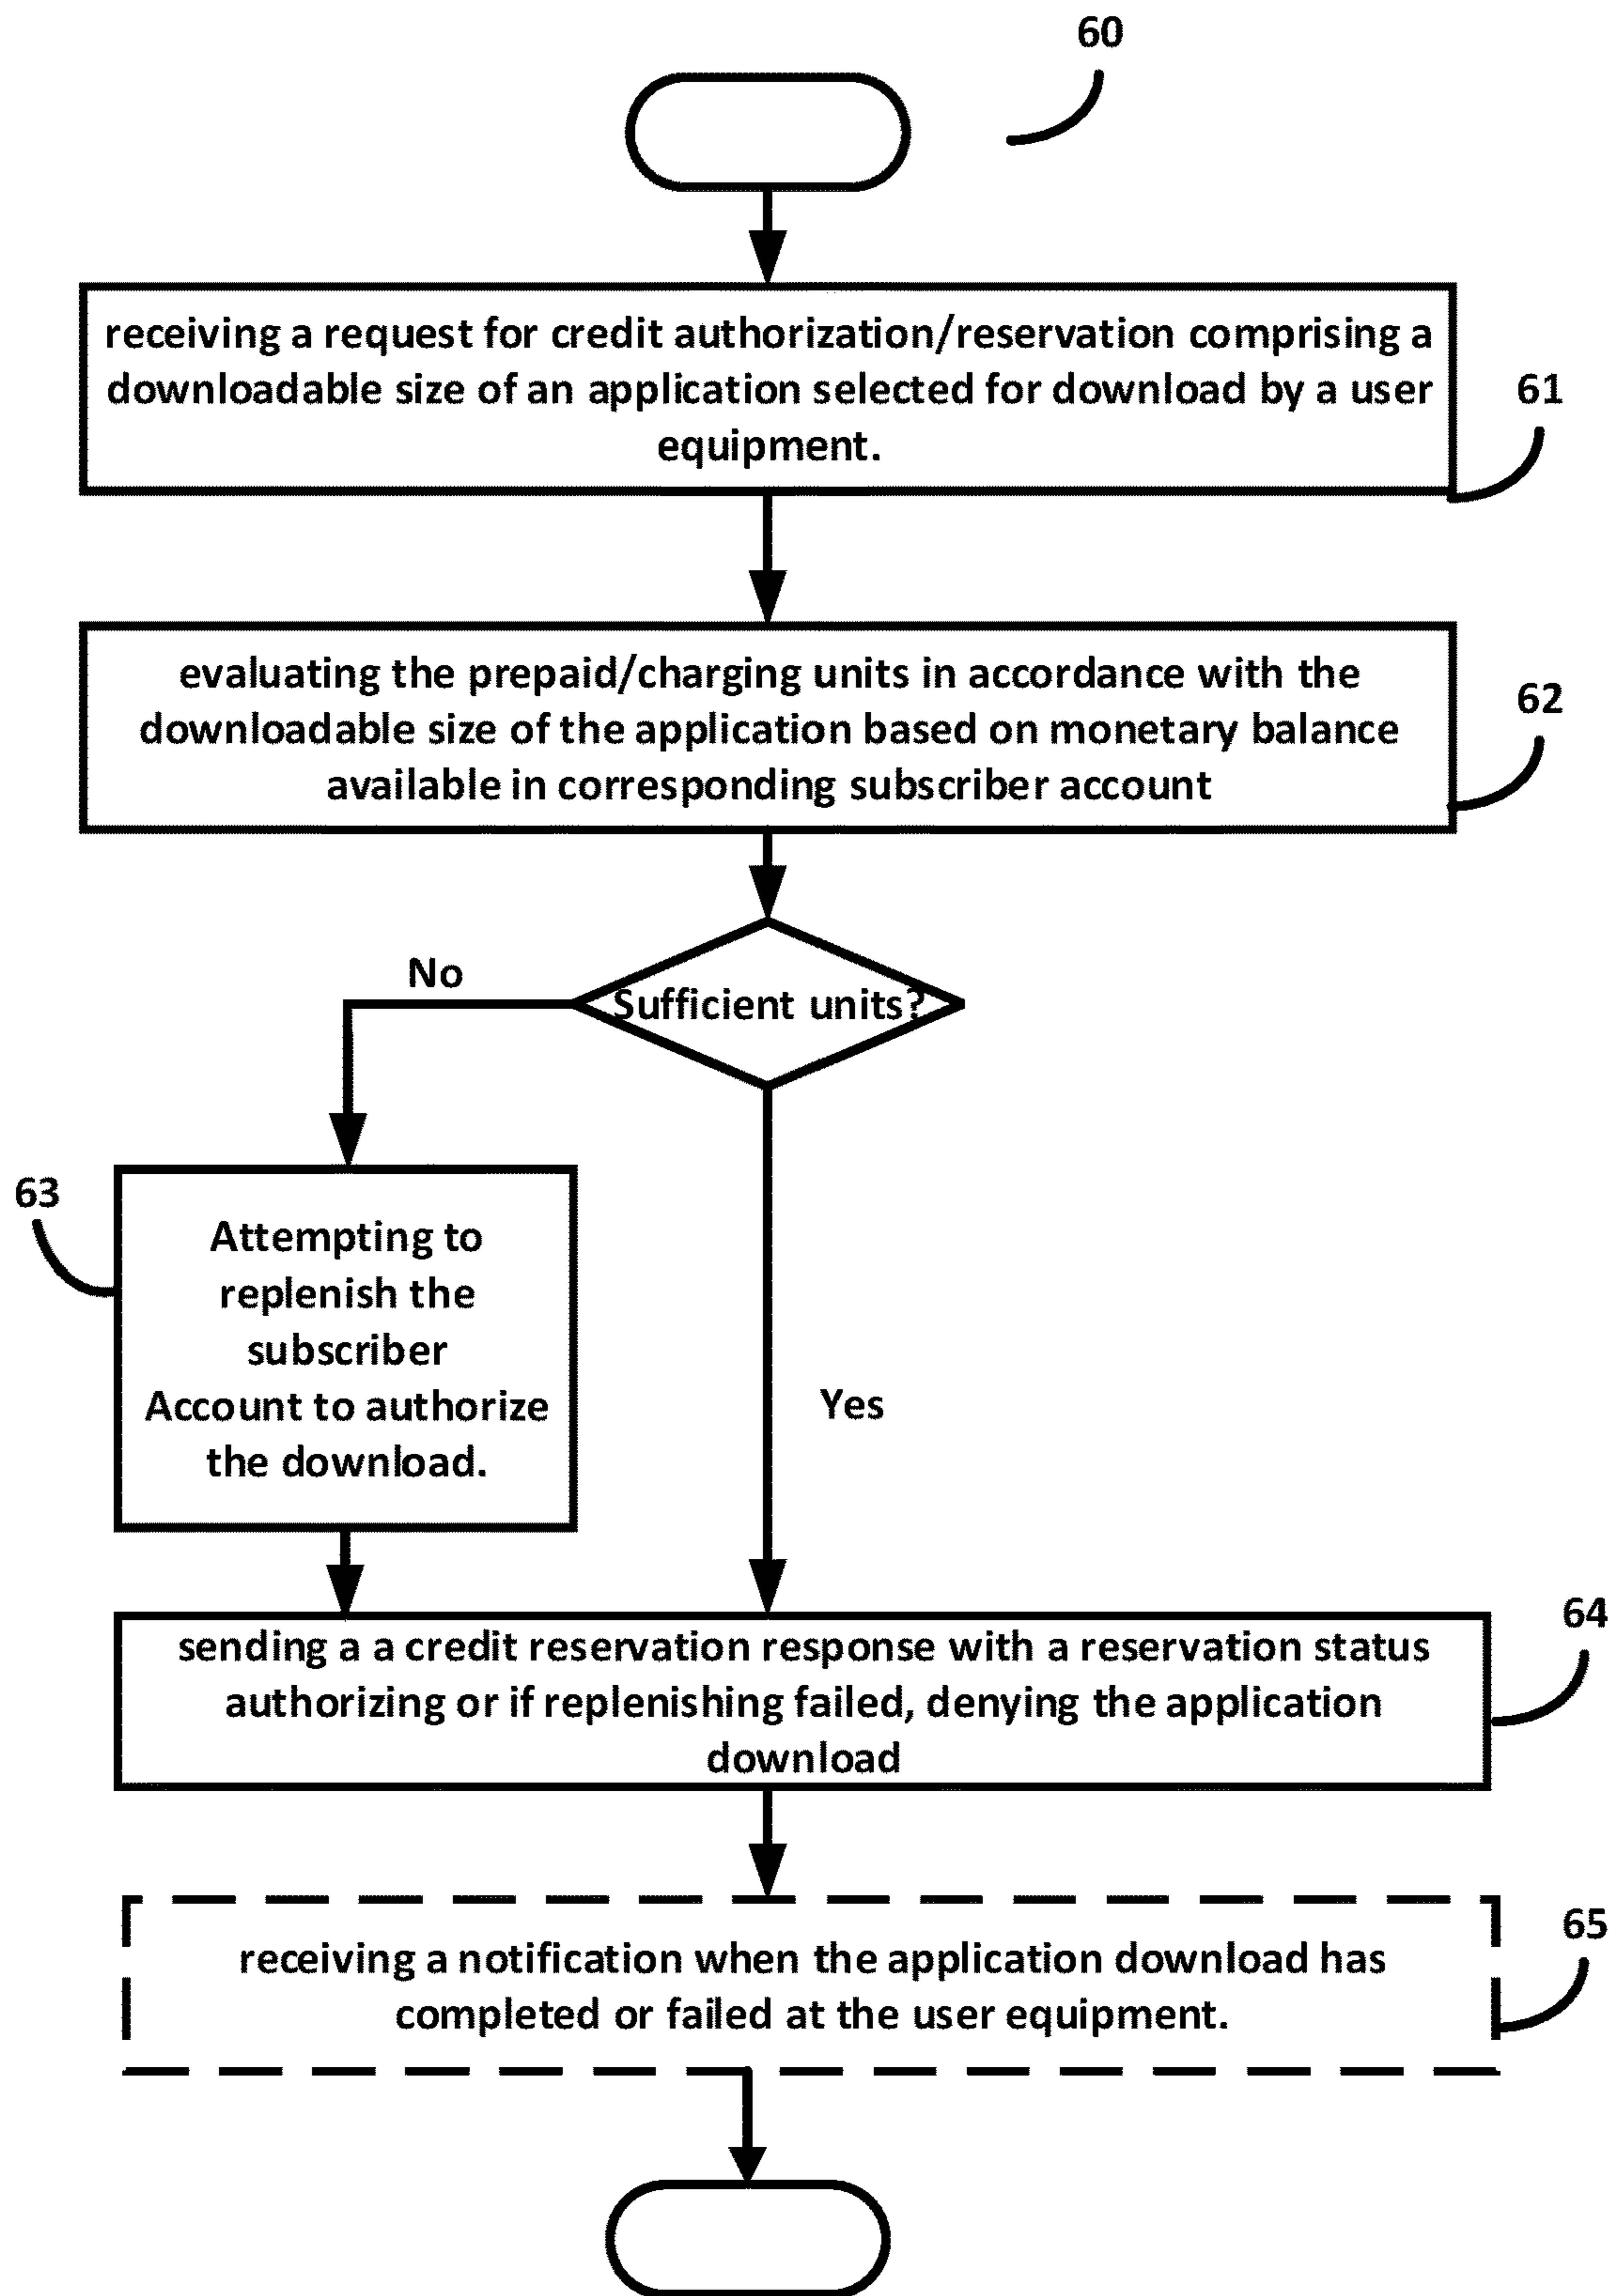 60
receiving a request for credit authorization/reservation comprising a
downloadable size of an application selected for download by a user
equipment.
61
evaluating the prepaid/charging units in accordance with the
downloadable size of the application based on monetary balance
available in corresponding subscriber account
62
No
Sufficient units?
63
Attempting to
replenish the
subscriber
Account to authorize
the download.
Yes
64
sending a a credit reservation response with a reservation status
authorizing or if replenishing failed, denying the application
download
65
receiving a notification when the application download has
completed or failed at the user equipment.